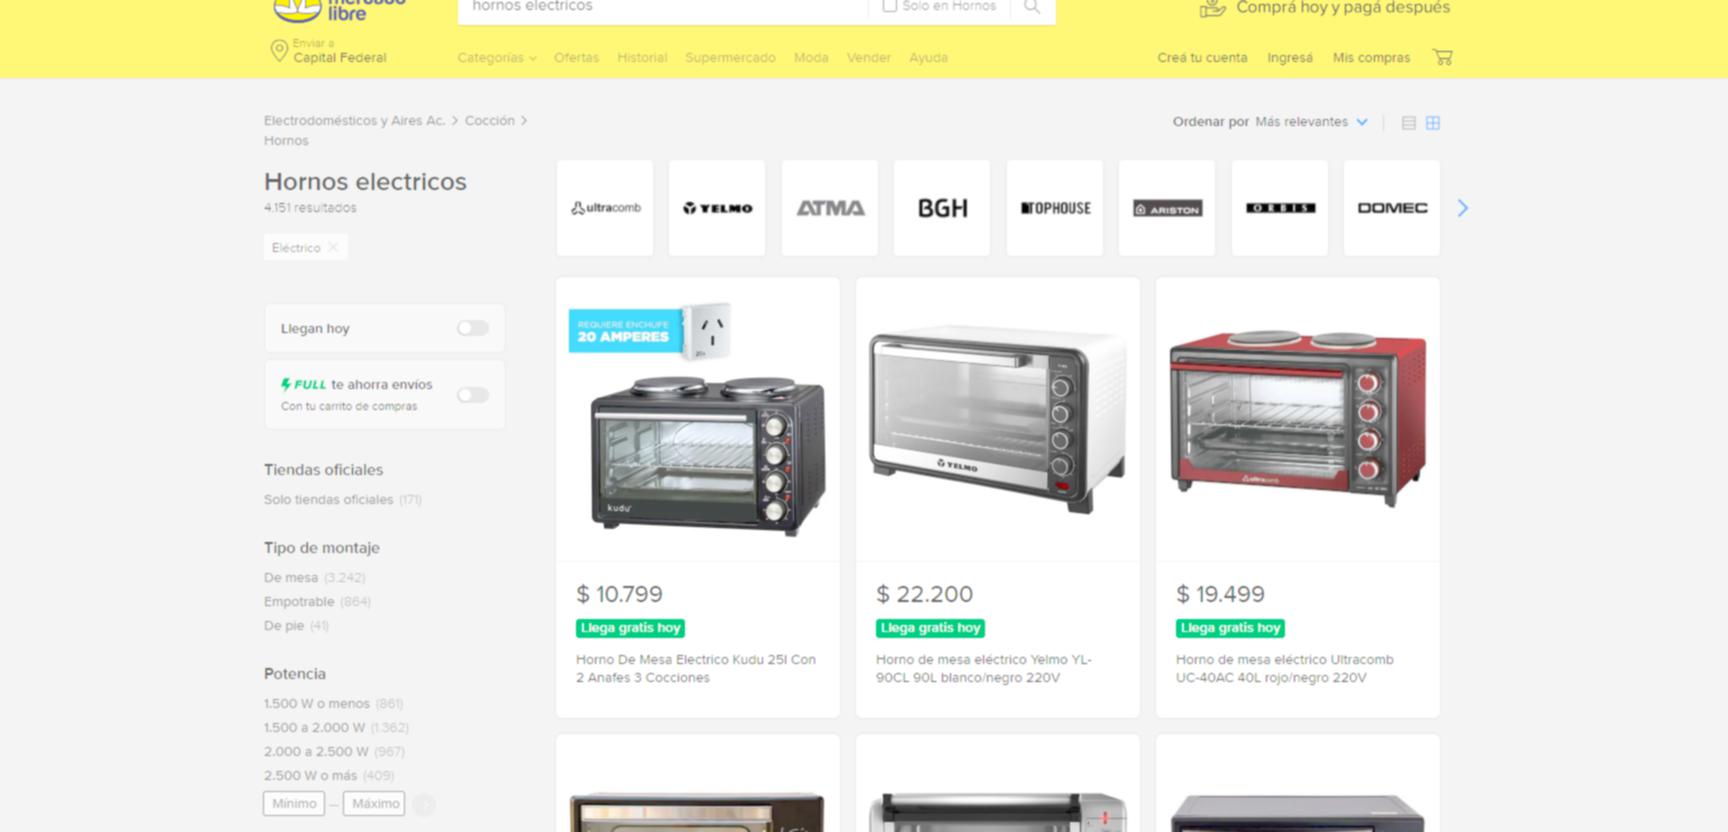 mercado
libre
hornos electricos
Solo en Hornos
Comprá hoy y pagá después
Enviar a
Capital Federal
Categorías
Ofertas
Historial
Supermercado
Moda
Vender
Ayuda
Creá tu cuenta
Ingresá
Mis compras
Electrodomésticos y Aires Ac. > Cocción >
Hornos
Ordenar por Más relevantes
Hornos electricos
4.151 resultados
Eléctrico
ultracomb
YELMO
ATMA
BGH
TOPHOUSE
ARISTON
ORBIS
DOMEC
Llegan hoy
FULL te ahorra envíos
Con tu carrito de compras
Tiendas oficiales
Solo tiendas oficiales (171)
Tipo de montaje
De mesa (3.242)
Empotrable (864)
De pie (41)
Potencia
1.500 W o menos (861)
1.500 a 2.000 W (1.362)
2.000 a 2.500 W (967)
2.500 W o más (409)
Mínimo – Máximo
REQUIERE ENCHUFE
20 AMPERES
kudu
$ 10.799
Llega gratis hoy
Horno De Mesa Electrico Kudu 25l Con
2 Anafes 3 Cocciones
YELMO
$ 22.200
Llega gratis hoy
Horno de mesa eléctrico Yelmo YL-
90CL 90L blanco/negro 220V
ultracomb
$ 19.499
Llega gratis hoy
Horno de mesa eléctrico Ultracomb
UC-40AC 40L rojo/negro 220V